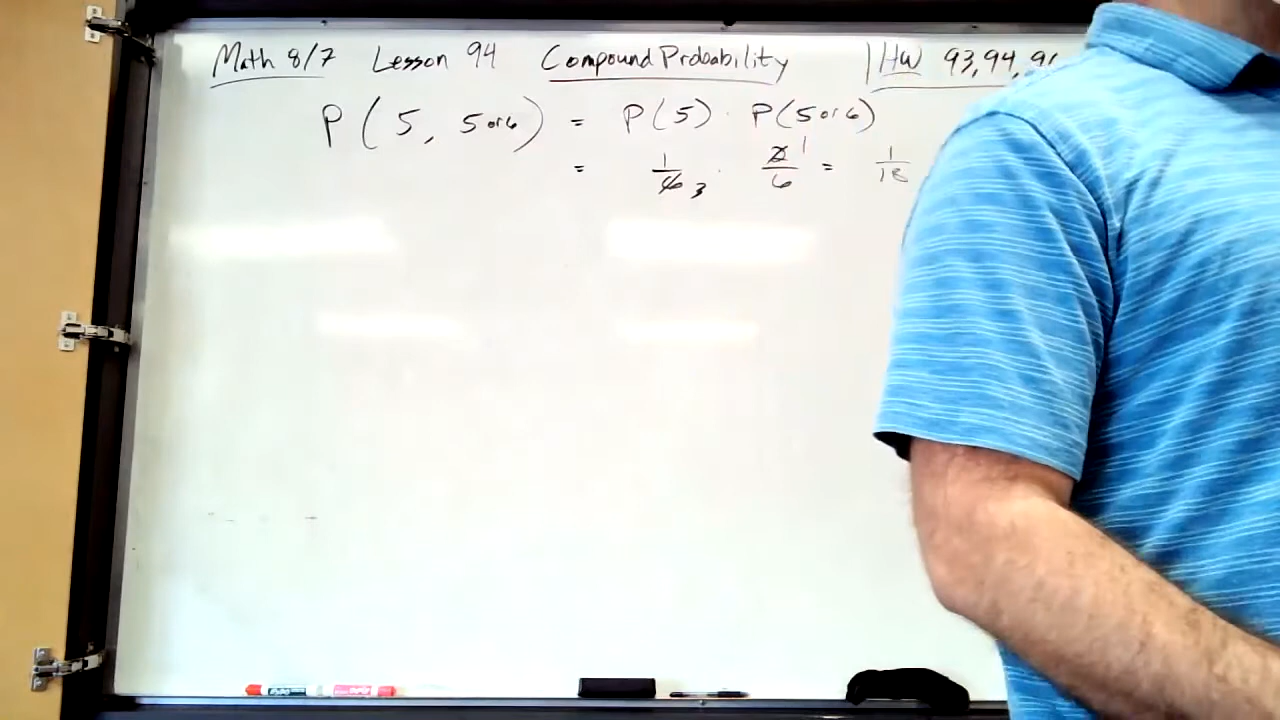 Math 8/7 Lesson 94 Compound Probability | HW 93, 94, 9
P ( 5, 5 or 6 ) = P(5) · P(5 or 6)
= 1/6 3 · 2/6 1 = 1/18